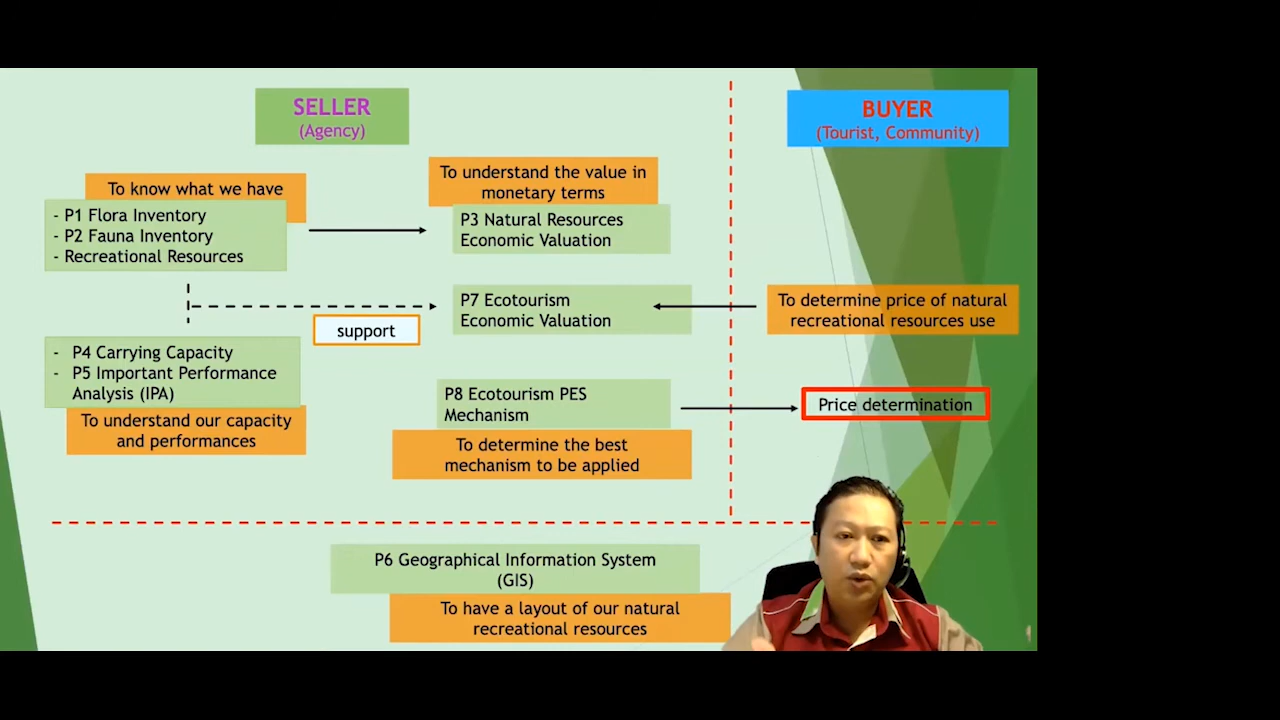 SELLER
(Agency)
BUYER
(Tourist, Community)
To know what we have
- P1 Flora Inventory
- P2 Fauna Inventory
- Recreational Resources
To understand the value in
monetary terms
P3 Natural Resources
Economic Valuation
support
P7 Ecotourism
Economic Valuation
To determine price of natural
recreational resources use
- P4 Carrying Capacity
- P5 Important Performance
Analysis (IPA)
To understand our capacity
and performances
P8 Ecotourism PES
Mechanism
To determine the best
mechanism to be applied
Price determination
P6 Geographical Information System
(GIS)
To have a layout of our natural
recreational resources